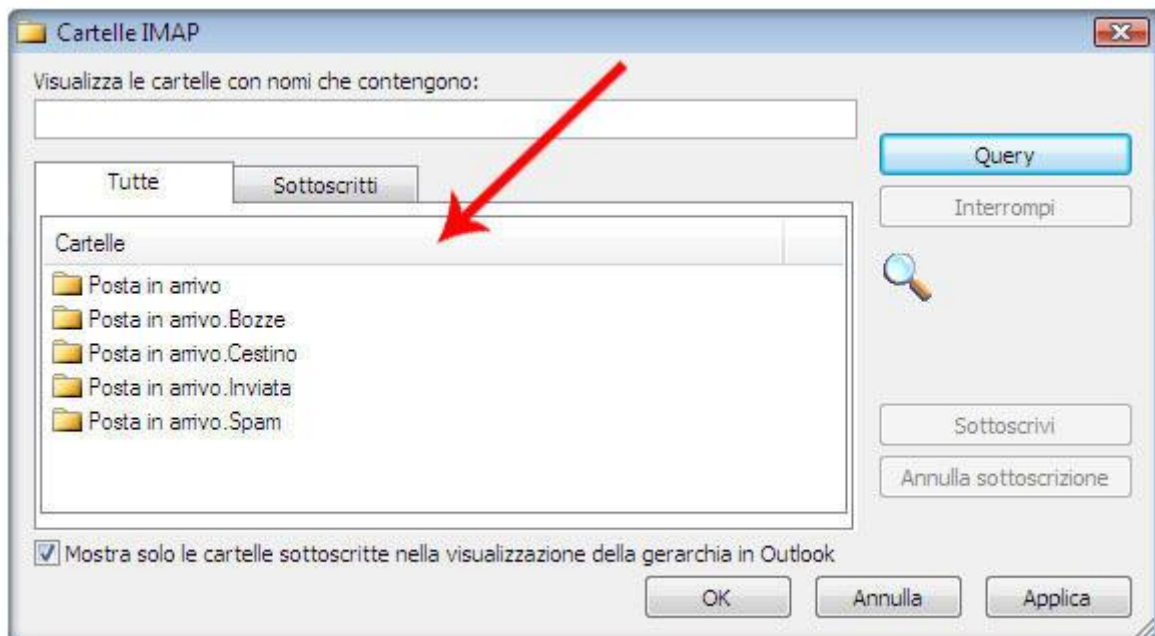 Cartelle IMAP
Visualizza le cartelle con nomi che contengono:
Query
Tutte
Sottoscritti
Interrompi
Cartelle
Posta in arrivo
Posta in arrivo.Bozze
Posta in arrivo.Cestino
Posta in arrivo.Inviata
Posta in arrivo.Spam
Sottoscrivi
Annulla sottoscrizione
Mostra solo le cartelle sottoscritte nella visualizzazione della gerarchia in Outlook
OK
Annulla
Applica